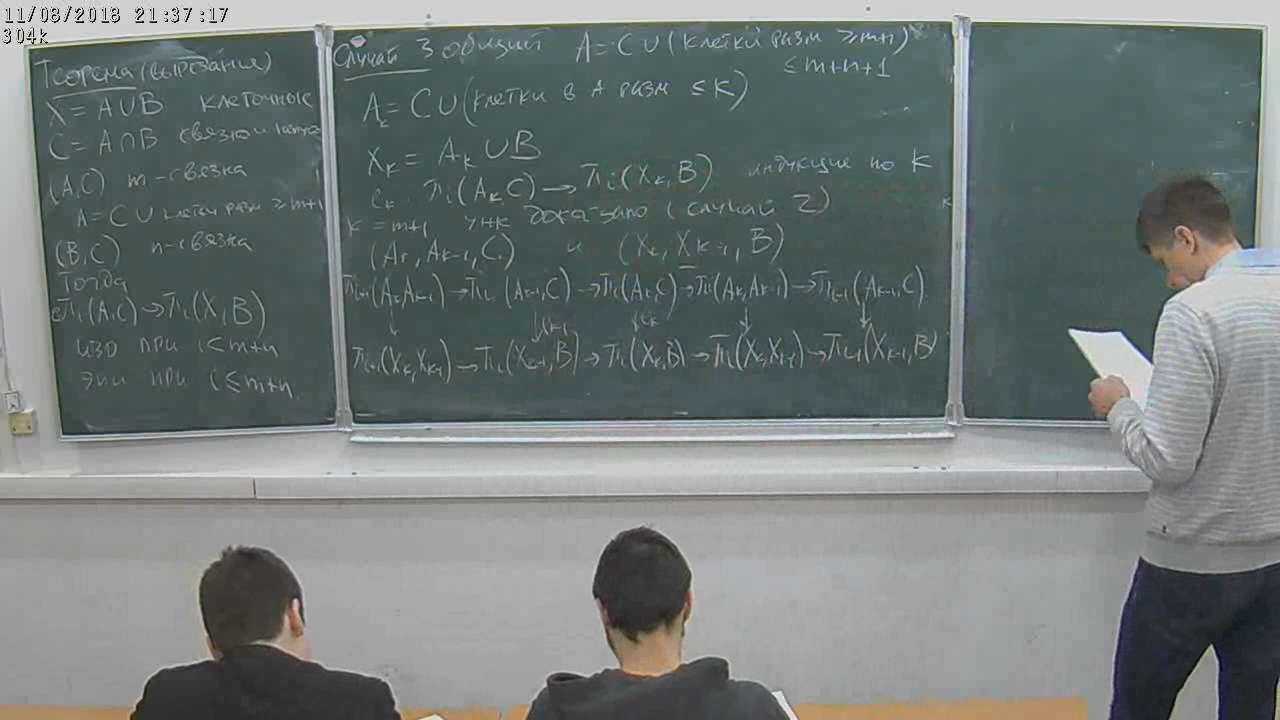 11/08/2018 21:37:17
304k
Теорема (вырезания)
X = A∪B клеточные
C = A∩B связно и
(A,C) m-связна
A = C ∪ клетки разм ≥ m+1
(B,C) n-связна
Тогда
π_i(A,C) → π_i(X,B)
изо при i < m+n
эпи при i ≤ m+n
Случай 3 общий A = C ∪ (клетки разм ≥ m+1)
≤ m+n+1
A_k = C ∪ (клетки в A разм ≤ k)
X_k = A_k ∪ B
π_i(A_k C) → π_i(X_k, B) индукция по k
k = m+1 уже доказано (случай 2)
(A_k, A_{k-1}, C) и (X_k, X_{k-1}, B)
π_{i+1}(A_k A_{k-1}) → π_i (A_{k-1}, C) → π_i(A_k C) → π_i(A_k, A_{k-1}) → π_{i-1}(A_{k-1}, C)
π_{i+1}(X_k, X_{k-1}) → π_i(X_{k-1}, B) → π_i(X_k, B) → π_i(X_k, X_{k-1}) → π_{i-1}(X_{k-1}, B)